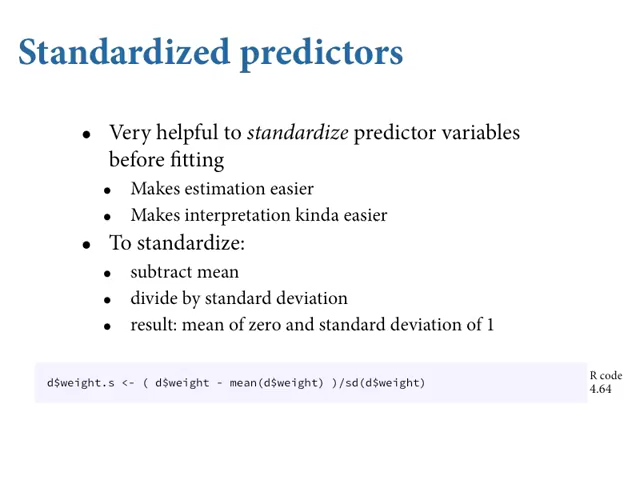 Standardized predictors
• Very helpful to standardize predictor variables
before fitting
• Makes estimation easier
• Makes interpretation kinda easier
• To standardize:
• subtract mean
• divide by standard deviation
• result: mean of zero and standard deviation of 1
d$weight.s <- ( d$weight - mean(d$weight) )/sd(d$weight)
R code
4.64